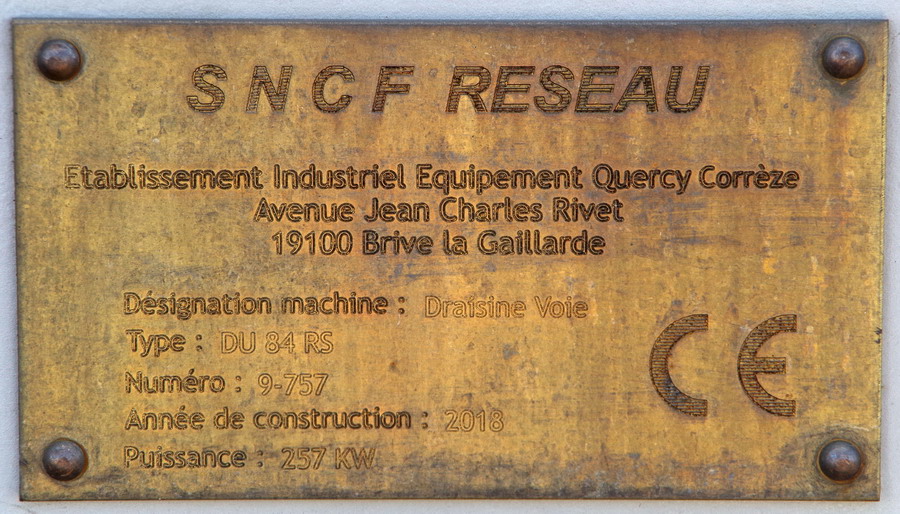 SNCF RESEAU
Etablissement Industriel Equipement Quercy Corrèze
Avenue Jean Charles Rivet
19100 Brive la Gaillarde
Désignation machine : Draisine Voie
Type : DU 84 RS
Numéro : 9-757
CE
Année de construction : 2018
Puissance : 257 KW